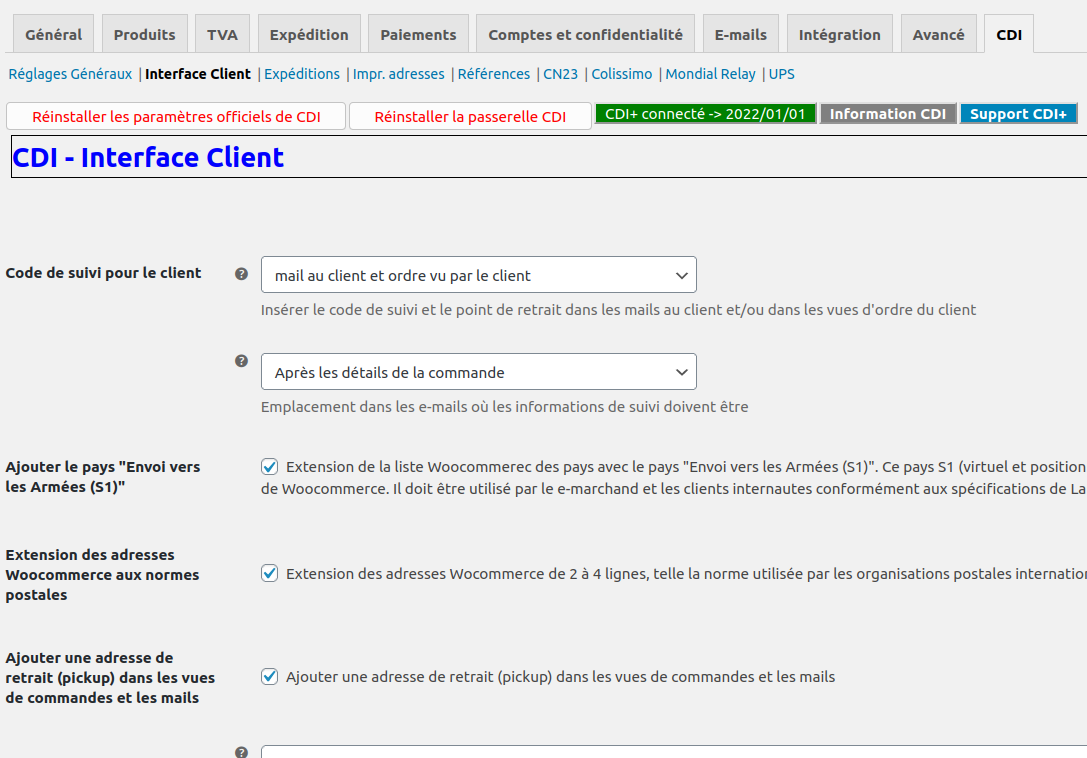 Général Produits TVA Expédition Paiements Comptes et confidentialité E-mails Intégration Avancé CDI
Réglages Généraux | Interface Client | Expéditions | Impr. adresses | Références | CN23 | Colissimo | Mondial Relay | UPS
Réinstaller les paramètres officiels de CDI Réinstaller la passerelle CDI CDI+ connecté -> 2022/01/01 Information CDI Support CDI+
CDI - Interface Client
Code de suivi pour le client ? mail au client et ordre vu par le client
Insérer le code de suivi et le point de retrait dans les mails au client et/ou dans les vues d'ordre du client
? Après les détails de la commande
Emplacement dans les e-mails où les informations de suivi doivent être
Ajouter le pays "Envoi vers
les Armées (S1)"
Extension de la liste Woocommerec des pays avec le pays "Envoi vers les Armées (S1)". Ce pays S1 (virtuel et position
de Woocommerce. Il doit être utilisé par le e-marchand et les clients internautes conformément aux spécifications de La
Extension des adresses
Woocommerce aux normes
postales
Extension des adresses Wocommerce de 2 à 4 lignes, telle la norme utilisée par les organisations postales internatio
Ajouter une adresse de
retrait (pickup) dans les vues
de commandes et les mails
Ajouter une adresse de retrait (pickup) dans les vues de commandes et les mails
?